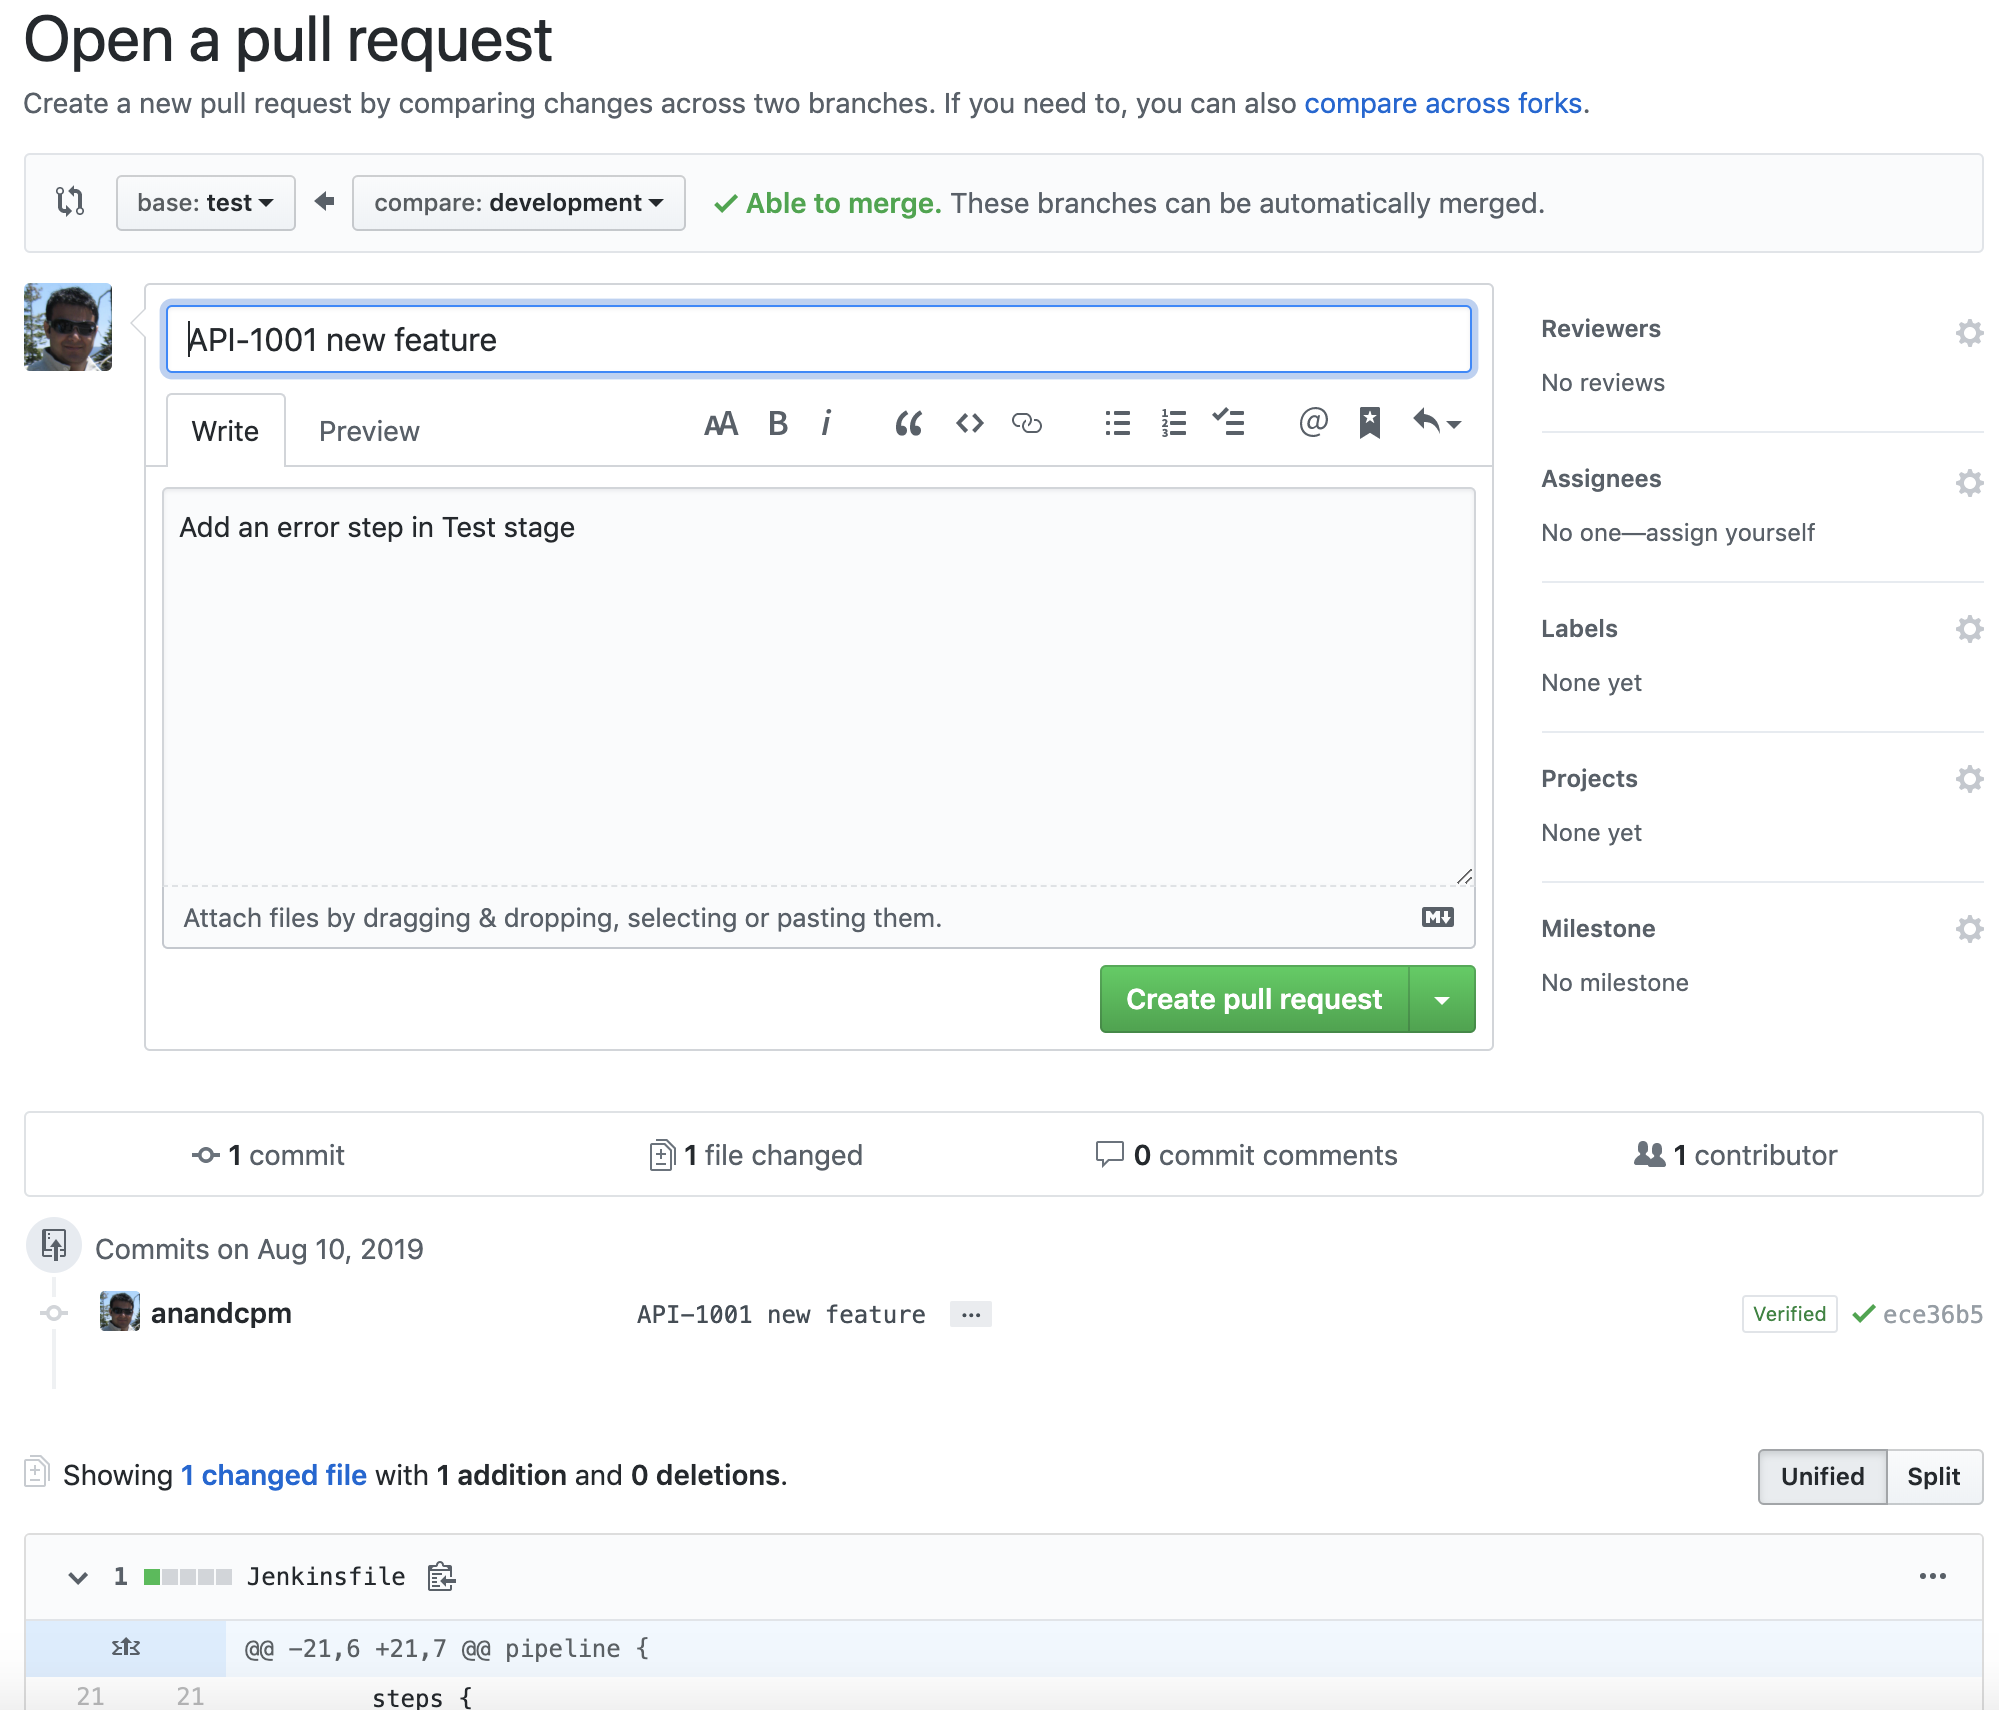 Open a pull request
Create a new pull request by comparing changes across two branches. If you need to, you can also compare across forks.
base: test compare: development ✓ Able to merge. These branches can be automatically merged.
API-1001 new feature
Write Preview AA B i “ <> @
Add an error step in Test stage
Attach files by dragging & dropping, selecting or pasting them. M↓
Create pull request
Reviewers
No reviews
Assignees
No one—assign yourself
Labels
None yet
Projects
None yet
Milestone
No milestone
1 commit 1 file changed 0 commit comments 1 contributor
Commits on Aug 10, 2019
anandcpm API-1001 new feature … Verified ✓ ece36b5
Showing 1 changed file with 1 addition and 0 deletions. Unified Split
1 Jenkinsfile ...
@@ -21,6 +21,7 @@ pipeline {
21 21 steps {